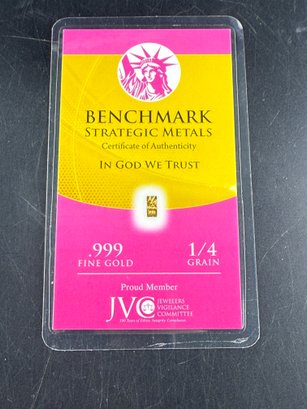 BENCHMARK
STRATEGIC METALS
Certificate of Authenticity
IN GOD WE TRUST
.999 1/4
FINE GOLD GRAIN
Proud Member
JVC JEWELERS
VIGILANCE
COMMITTEE